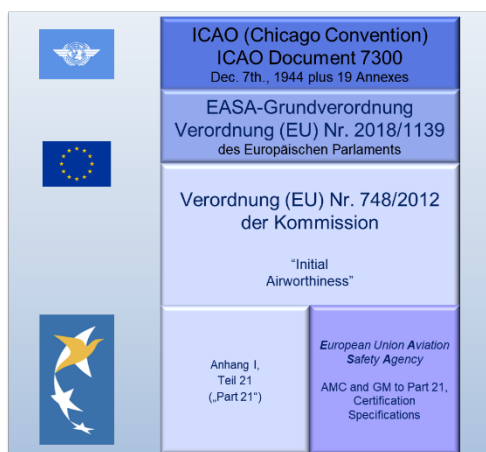 ICAO (Chicago Convention)
ICAO Document 7300
Dec. 7th., 1944 plus 19 Annexes
EASA-Grundverordnung
Verordnung (EU) Nr. 2018/1139
des Europäischen Parlaments
Verordnung (EU) Nr. 748/2012
der Kommission
“Initial
Airworthiness”
Anhang I,
Teil 21
(„Part 21“)
European Union Aviation
Safety Agency
AMC and GM to Part 21,
Certification
Specifications